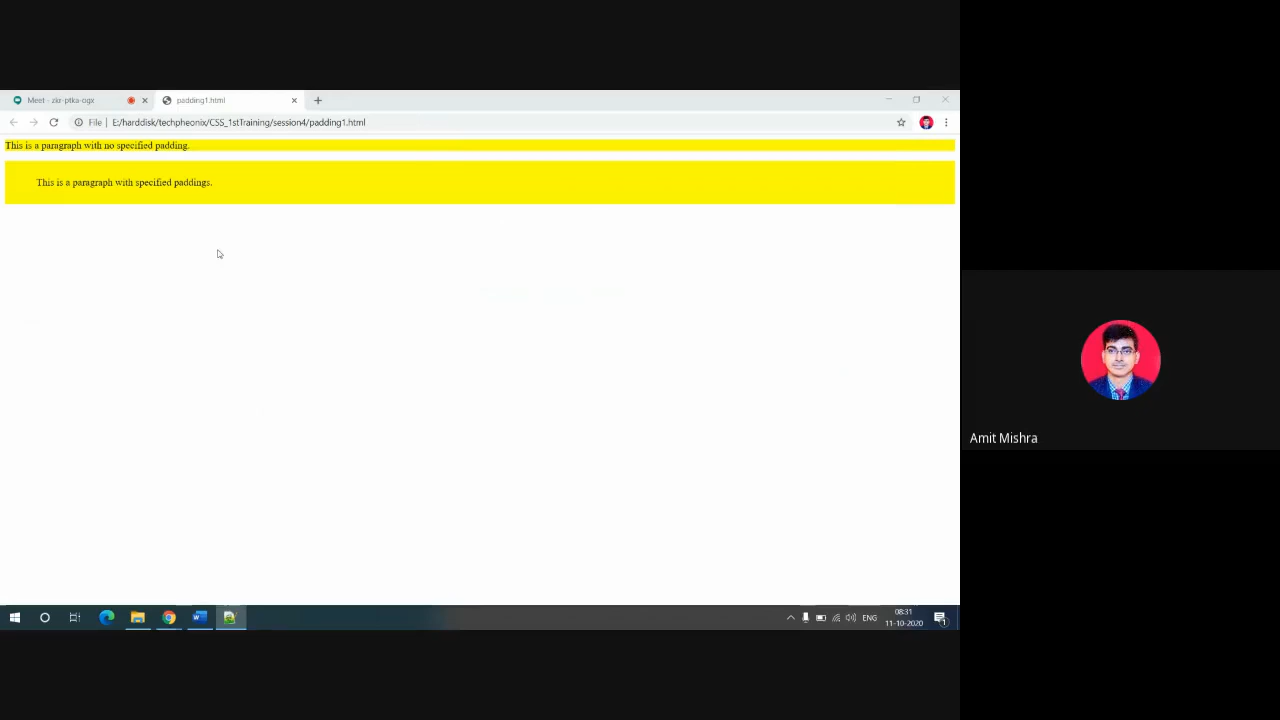 Meet - zkr-ptka-ogx
padding1.html
File | E:/harddisk/techpheonix/CSS_1stTraining/session4/padding1.html
This is a paragraph with no specified padding.
This is a paragraph with specified paddings.
Amit Mishra
ENG
08:31
11-10-2020